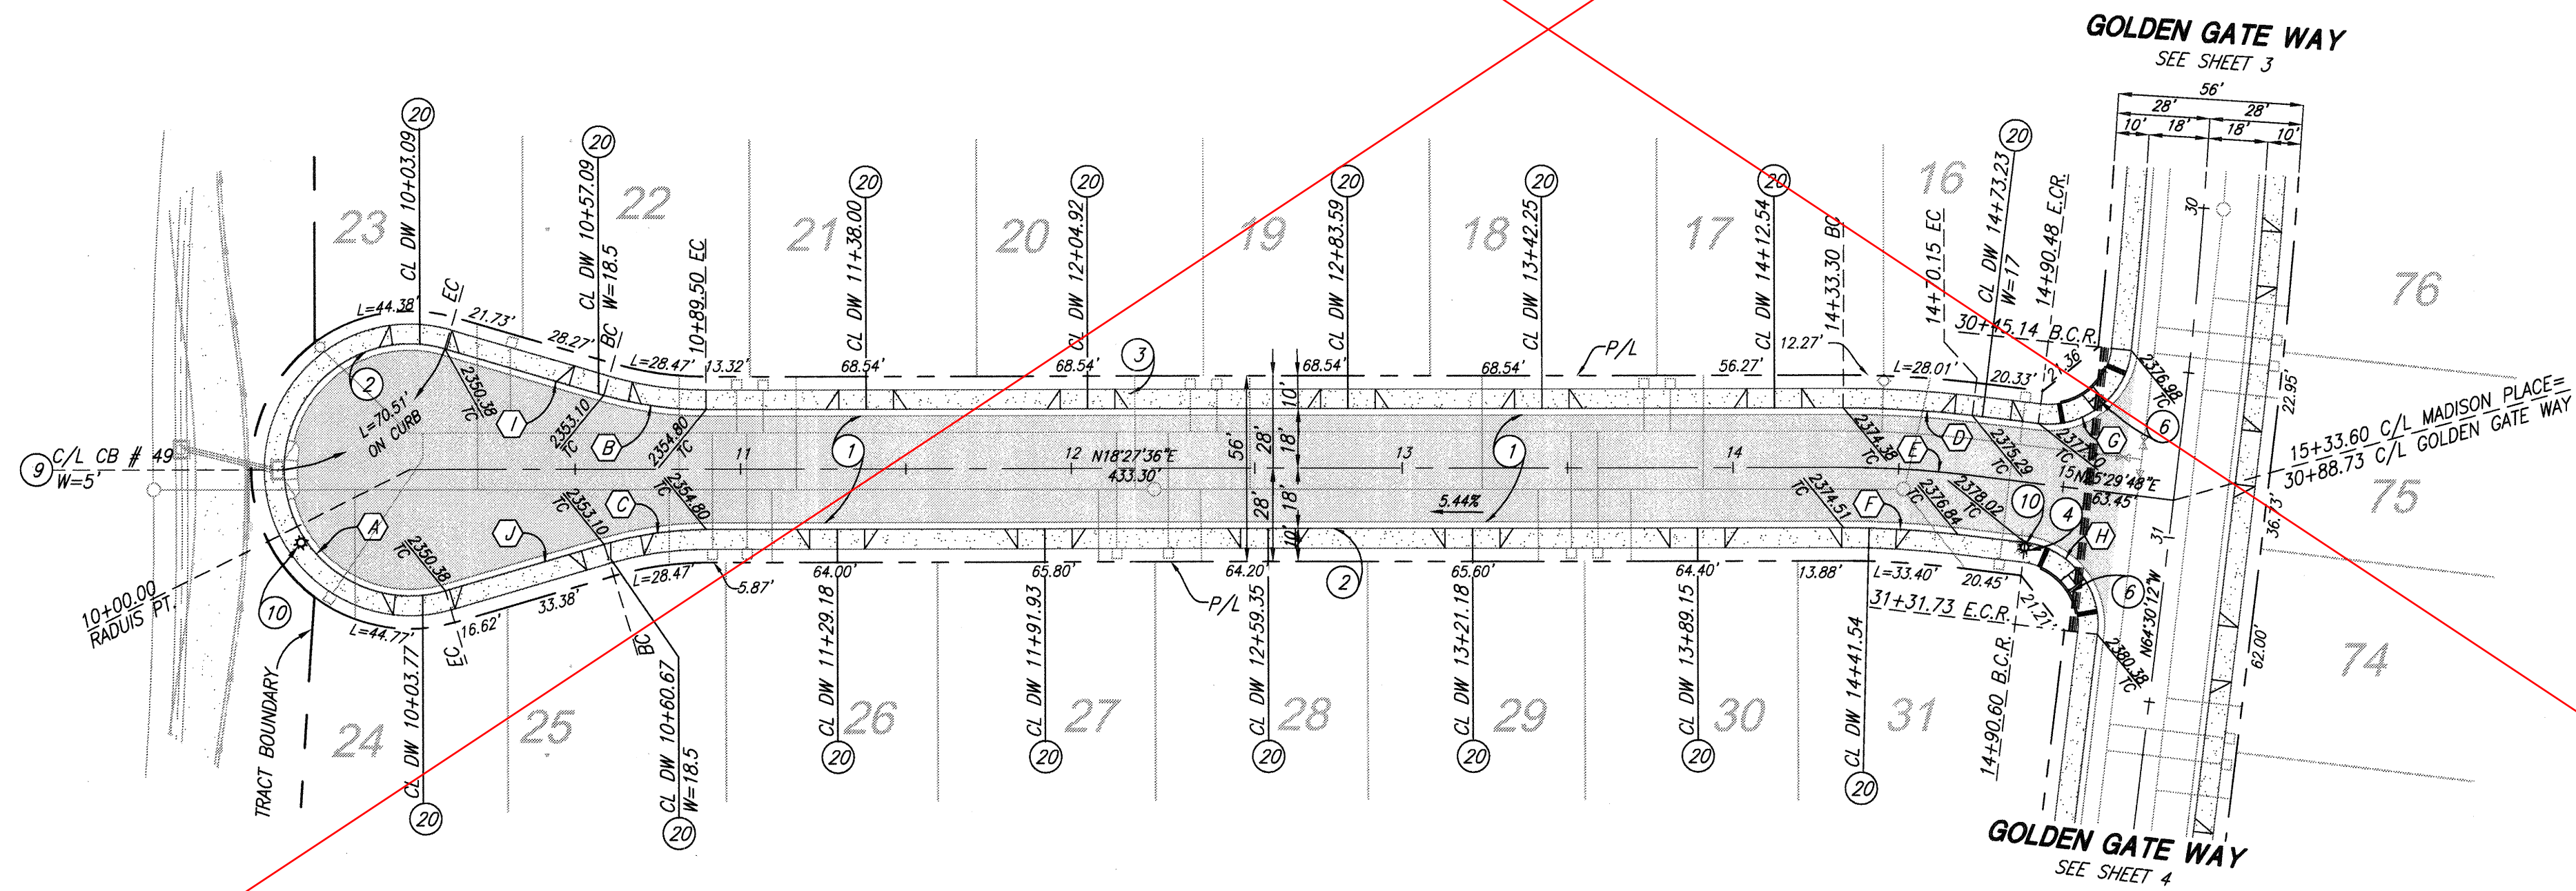 GOLDEN GATE WAY
SEE SHEET 3
56'
28'
28'
10'
18'
18'
10'
20
CL DW 10+03.09
20
CL DW 10+57.09
BC W=18.5
20
CL DW 11+38.00
20
CL DW 12+04.92
20
CL DW 12+83.59
20
CL DW 13+42.25
20
CL DW 14+12.54
20
CL DW 14+73.23
W=17
10+89.50 EC
14+33.30 BC
14+70.15 EC
14+90.48 E.C.R.
30+45.14 B.C.R.
23
22
21
20
19
18
17
16
76
75
74
30
31
L=44.38'
EC
21.73'
28.27'
L=28.47'
13.32'
68.54'
68.54'
3
68.54'
68.54'
P/L
56.27'
12.27'
L=28.01'
20.33'
2
L=70.51'
ON CURB
2350.38
TC
I
2353.10
TC
B
2354.80
TC
1
1
10'
18'
28'
56'
28'
18'
10'
2374.38
TC
E
D
2375.29
TC
G
6
2376.98
TC
22.95'
15+33.60 C/L MADISON PLACE=
30+88.73 C/L GOLDEN GATE WAY
9
C/L CB # 49
W=5'
11
12
N18°27'36"E
433.30'
13
14
15
63.45'
5.44%
A
J
2350.38
TC
2353.10
TC
C
2354.80
TC
2374.51
TC
F
2376.84
TC
2378.02
TC
10
4
H
6
36.73'
N64°30'12"W
62.00'
10+00.00
RADUIS PT.
10
L=44.77'
EC
16.62'
33.38'
L=28.47'
BC
5.87'
64.00'
65.80'
P/L
64.20'
2
65.60'
64.40'
13.88'
L=33.40'
20.45'
21.21'
31+31.73 E.C.R.
14+90.60 B.C.R.
2380.38
TC
TRACT BOUNDARY
24
25
26
27
28
29
30
31
CL DW 10+03.77
20
CL DW 10+60.67
W=18.5
20
CL DW 11+29.18
20
CL DW 11+91.93
20
CL DW 12+59.35
20
CL DW 13+21.18
20
CL DW 13+89.15
20
CL DW 14+41.54
20
GOLDEN GATE WAY
SEE SHEET 4